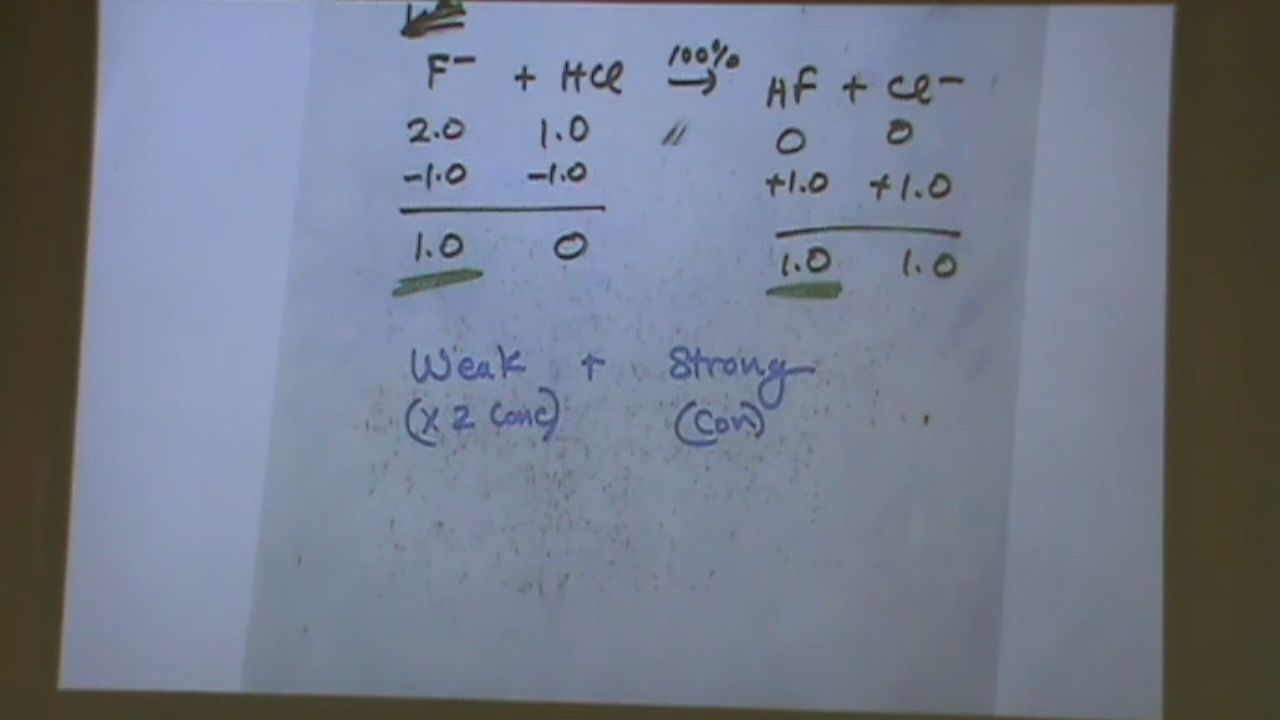 F⁻ + HCl 100% → HF + Cl⁻
2.0 1.0 // 0 0
-1.0 -1.0 +1.0 +1.0
1.0 0 1.0 1.0
Weak + Strong
(x 2 conc) (con)